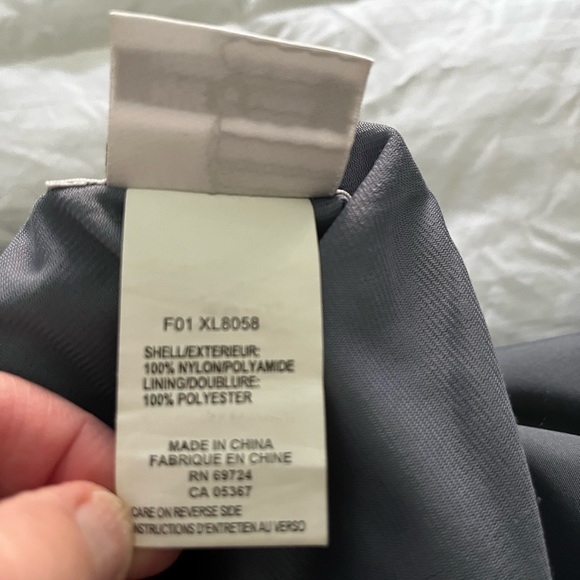 F01 XL8058
SHELL/EXTERIEUR:
100% NYLON/POLYAMIDE
LINING/DOUBLURE:
100% POLYESTER
MADE IN CHINA
FABRIQUE EN CHINE
RN 69724
CA 05367
CARE ON REVERSE SIDE
INSTRUCTIONS D'ENTRETIEN AU VERSO